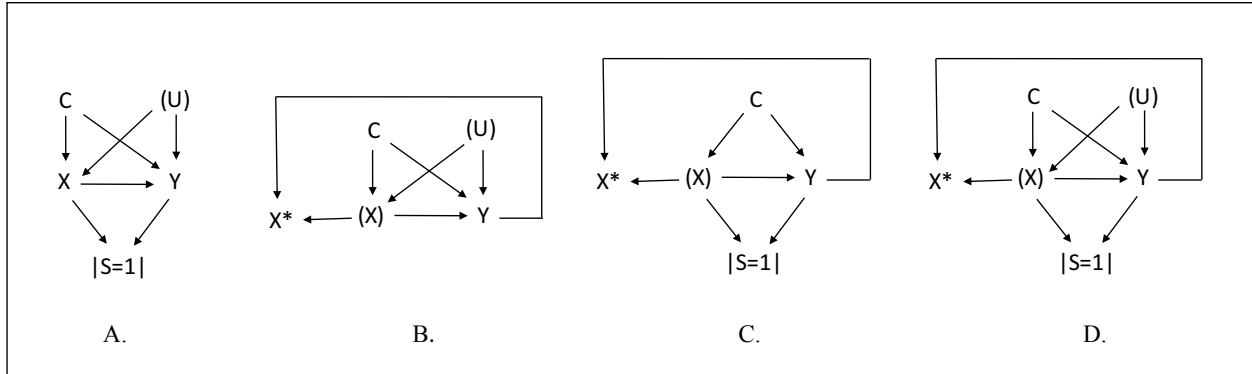 C (U)
X Y
|S=1|
A.
C (U)
X* (X) Y
B.
C
X* (X) Y
|S=1|
C.
C (U)
X* (X) Y
|S=1|
D.